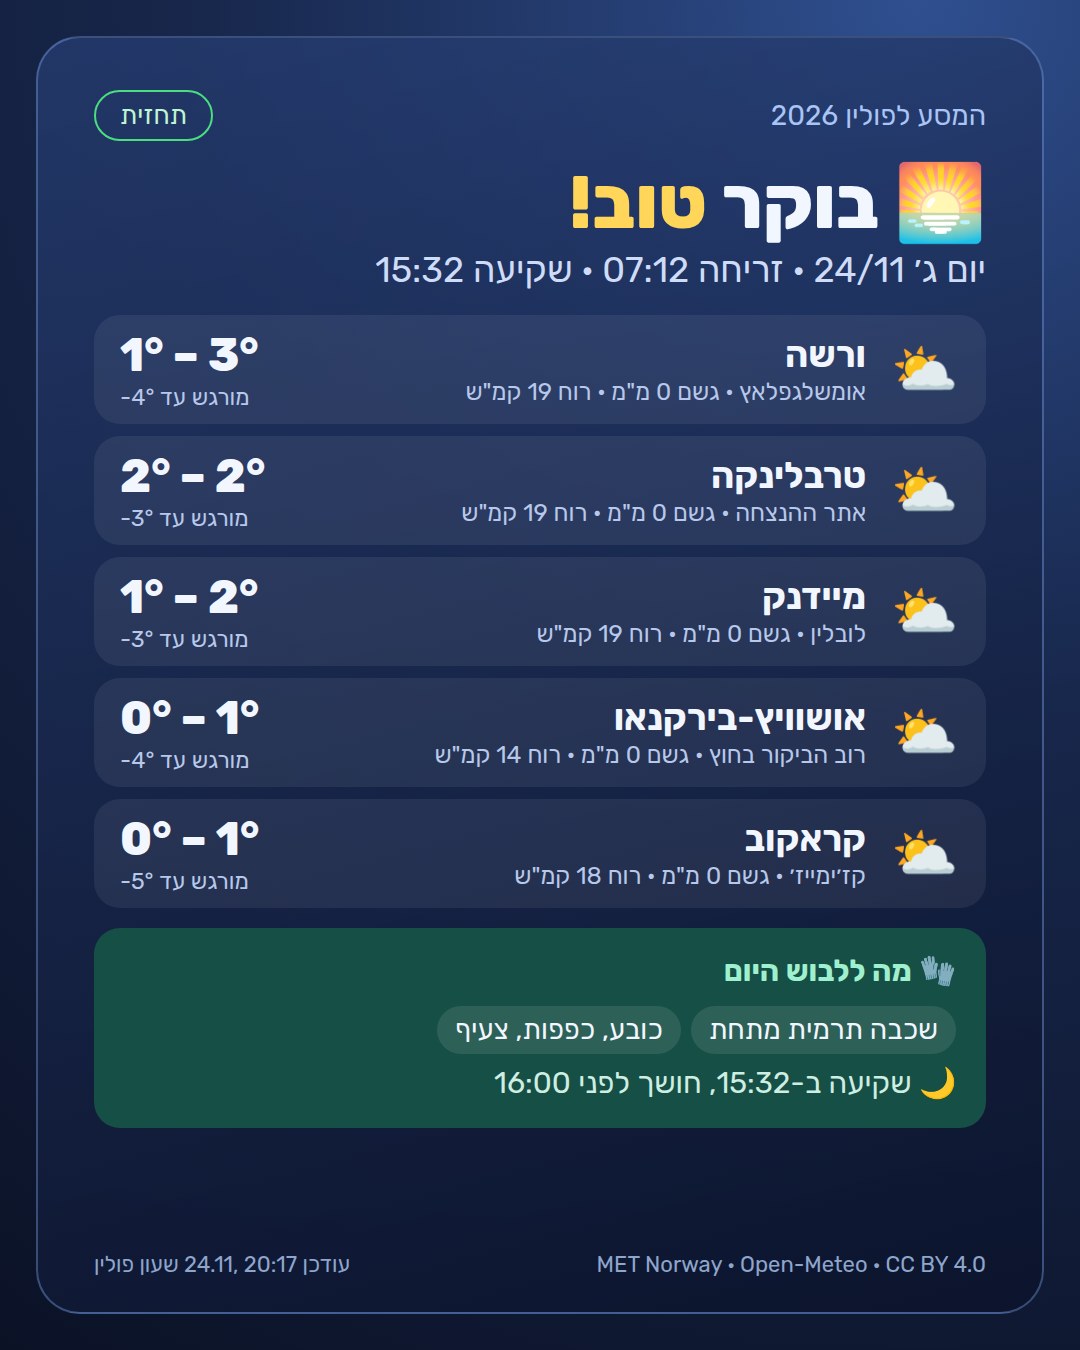 המסע לפולין 2026
תחזית
בוקר טוב!
יום ג׳ 24/11 • זריחה 07:12 • שקיעה 15:32
ורשה
אומשלגפלאץ • גשם 0 מ"מ • רוח 19 קמ"ש
1° – 3°
מורגש עד ‎-4°
טרבלינקה
אתר ההנצחה • גשם 0 מ"מ • רוח 19 קמ"ש
2° – 2°
מורגש עד ‎-3°
מיידנק
לובלין • גשם 0 מ"מ • רוח 19 קמ"ש
1° – 2°
מורגש עד ‎-3°
אושוויץ-בירקנאו
רוב הביקור בחוץ • גשם 0 מ"מ • רוח 14 קמ"ש
0° – 1°
מורגש עד ‎-4°
קראקוב
קז׳ימייז׳ • גשם 0 מ"מ • רוח 18 קמ"ש
0° – 1°
מורגש עד ‎-5°
מה ללבוש היום
שכבה תרמית מתחת
כובע, כפפות, צעיף
שקיעה ב-15:32, חושך לפני 16:00
MET Norway • Open-Meteo • CC BY 4.0
עודכן 20:17 ,24.11 שעון פולין